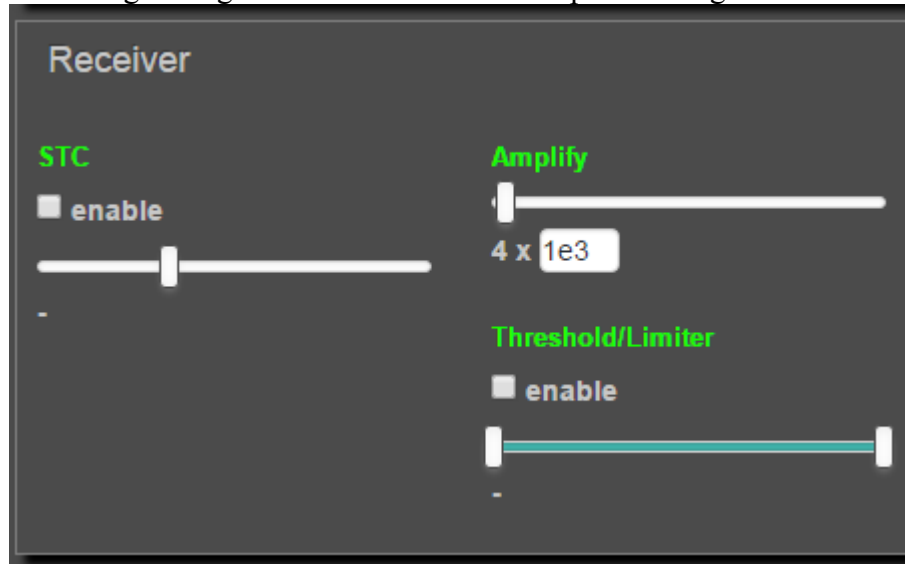 Receiver
STC
enable
-
Amplify
4 x 1e3
Threshold/Limiter
enable
-